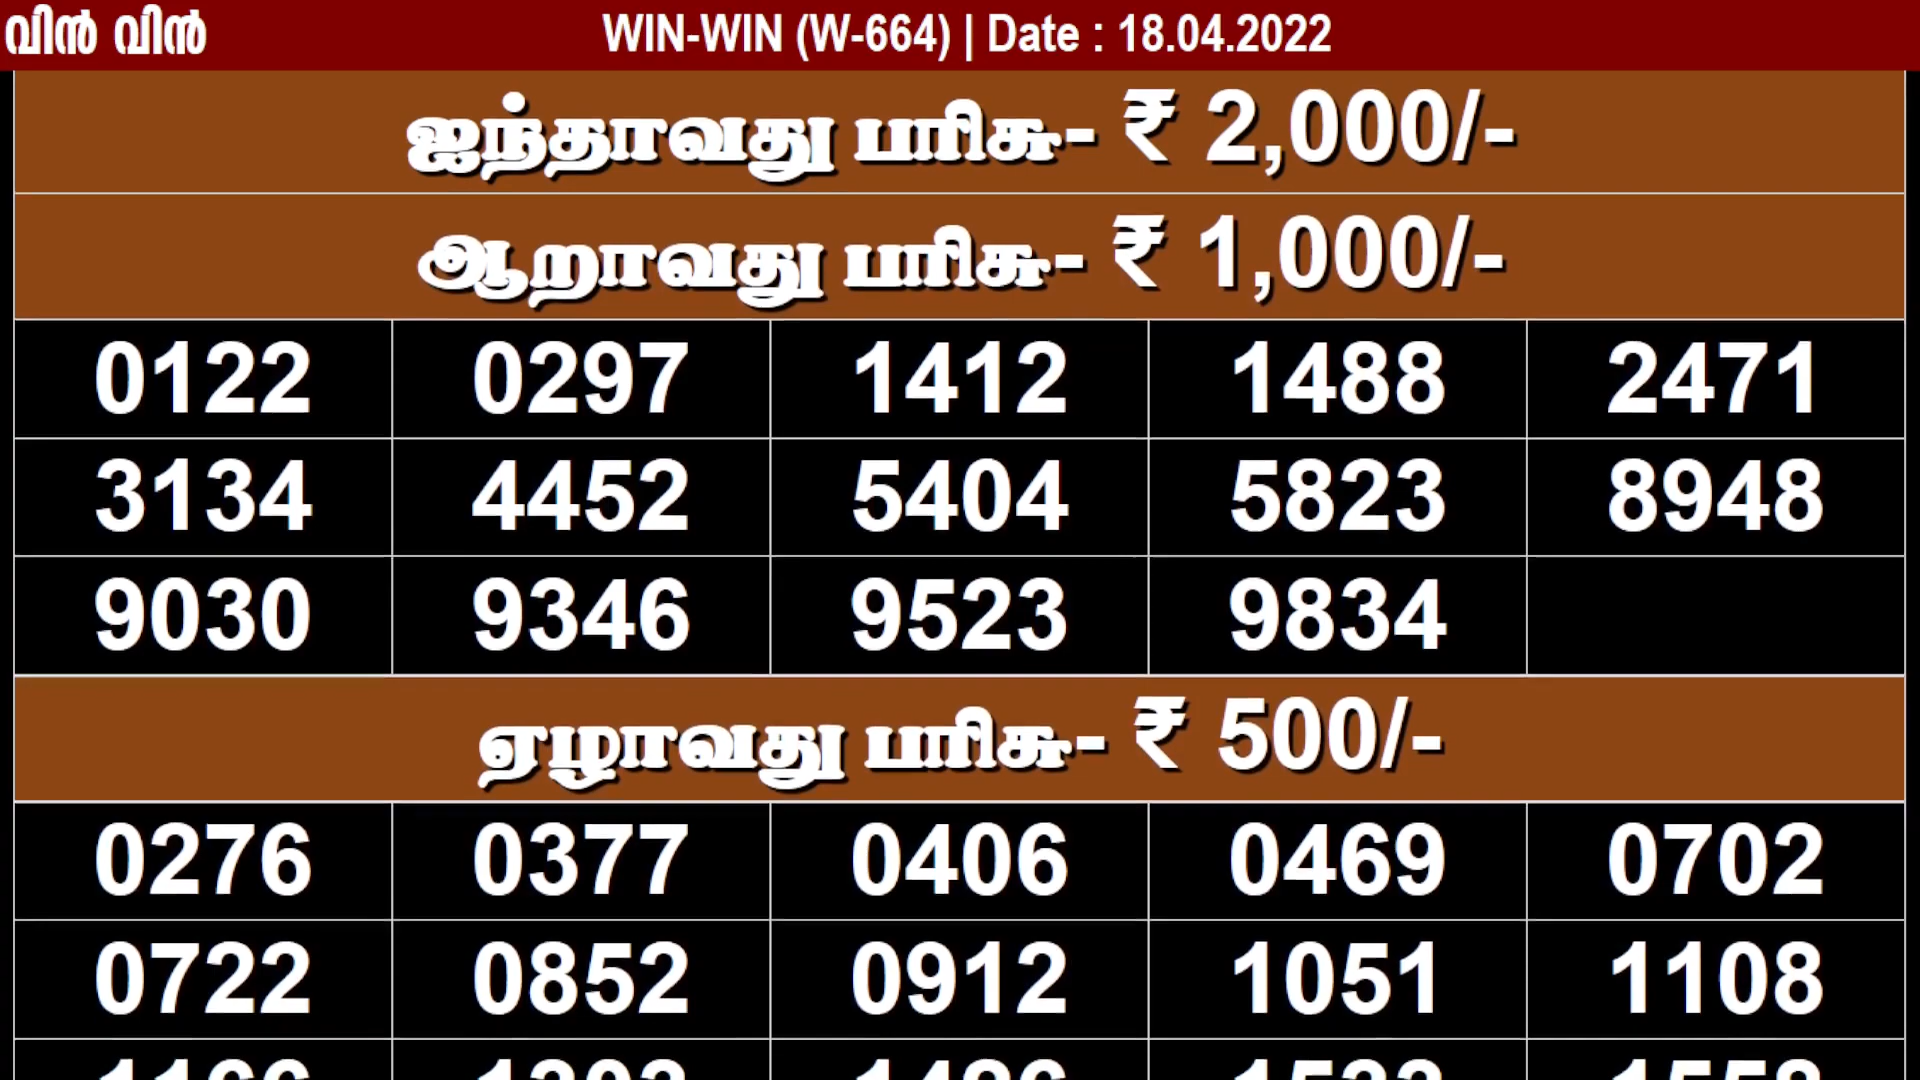 വിൻ വിൻ WIN-WIN (W-664) | Date : 18.04.2022
ஐந்தாவது பரிசு- ₹ 2,000/-
ஆறாவது பரிசு- ₹ 1,000/-
0122 0297 1412 1488 2471
3134 4452 5404 5823 8948
9030 9346 9523 9834
ஏழாவது பரிசு- ₹ 500/-
0276 0377 0406 0469 0702
0722 0852 0912 1051 1108